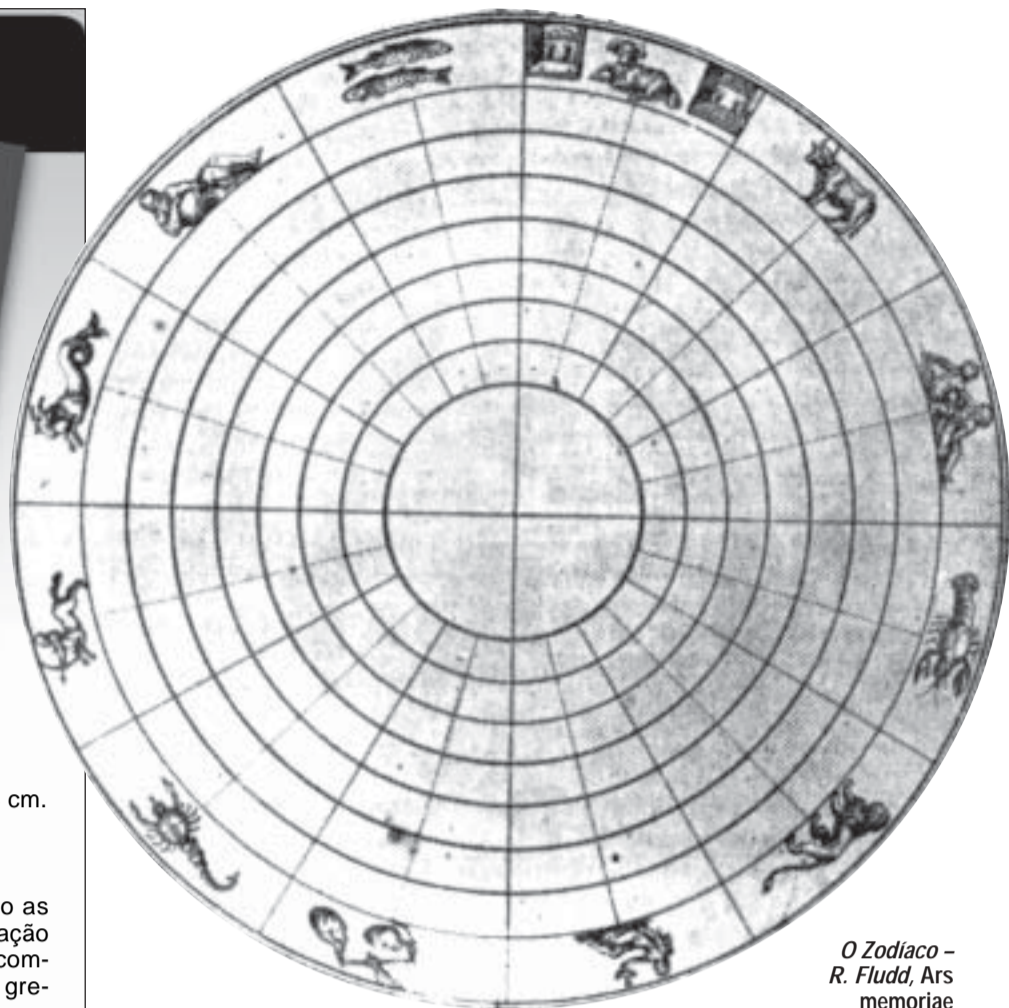 cm.
o as
ação
com-
gre-
O Zodíaco –
R. Fludd, Ars
memoriae